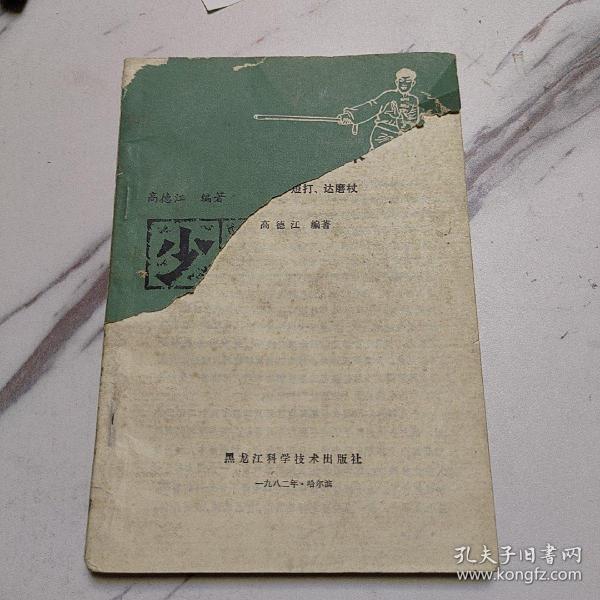 短打、达磨杖
高德江 编著
高德江 编著
少
黑龙江科学技术出版社
一九八二年·哈尔滨
孔夫子旧书网
www.kongfz.com